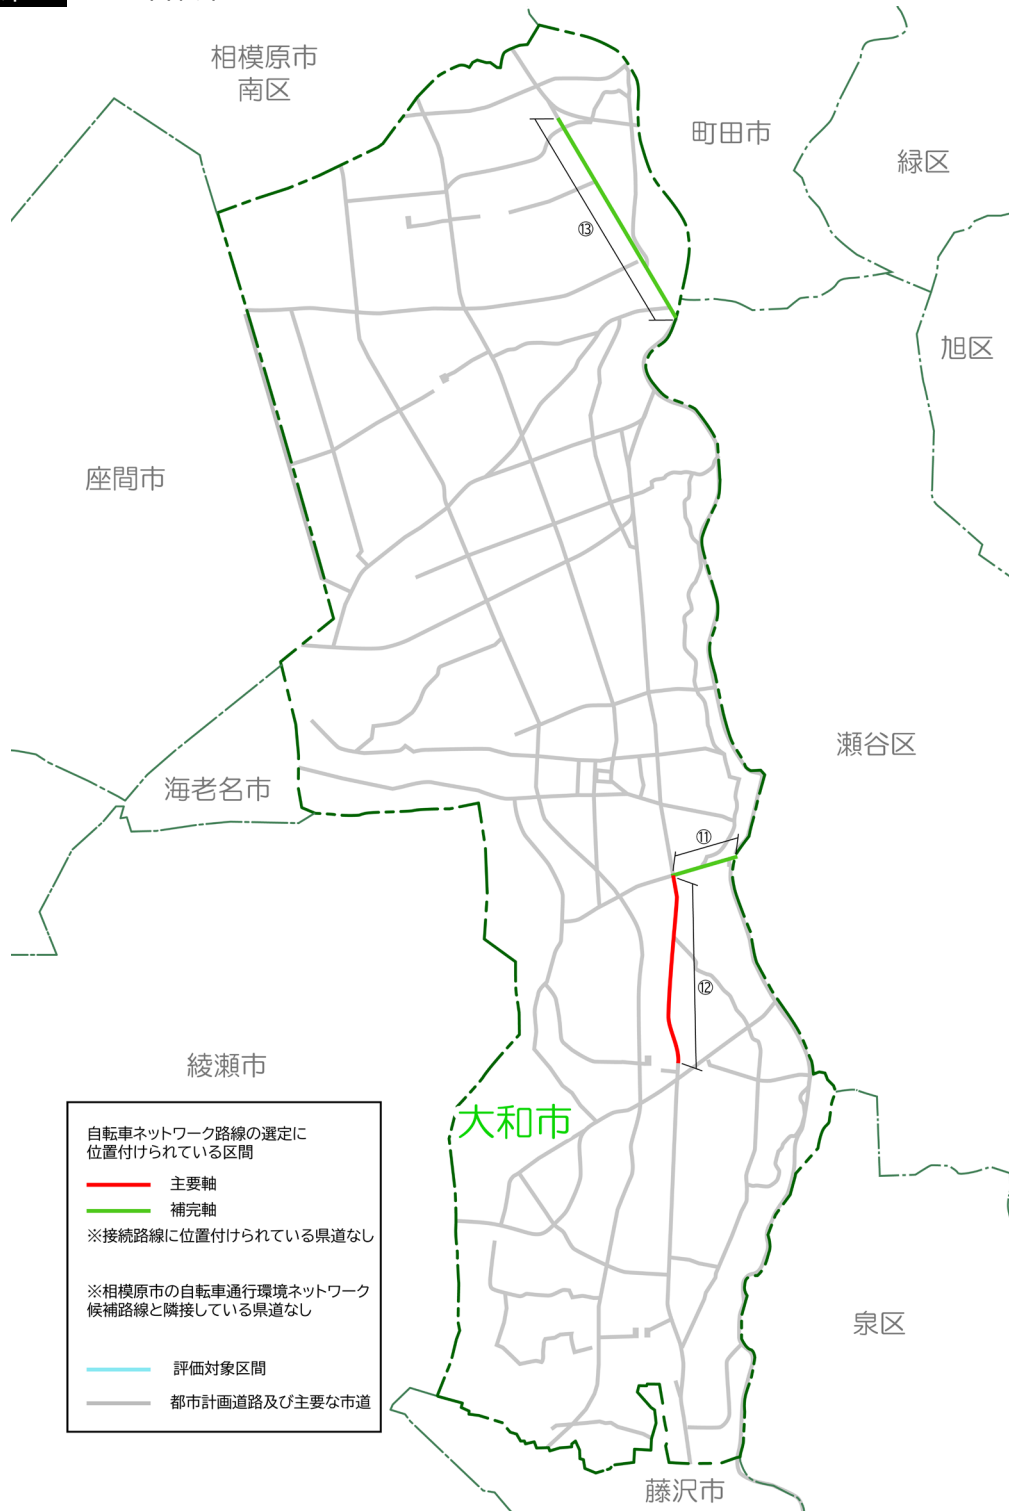 相模原市
南区
町田市
緑区
⑬
旭区
座間市
瀬谷区
海老名市
⑪
⑫
綾瀬市
大和市
自転車ネットワーク路線の選定に
位置付けられている区間
主要軸
補完軸
※接続路線に位置付けられている県道なし
※相模原市の自転車通行環境ネットワーク
候補路線と隣接している県道なし
評価対象区間
都市計画道路及び主要な市道
泉区
藤沢市